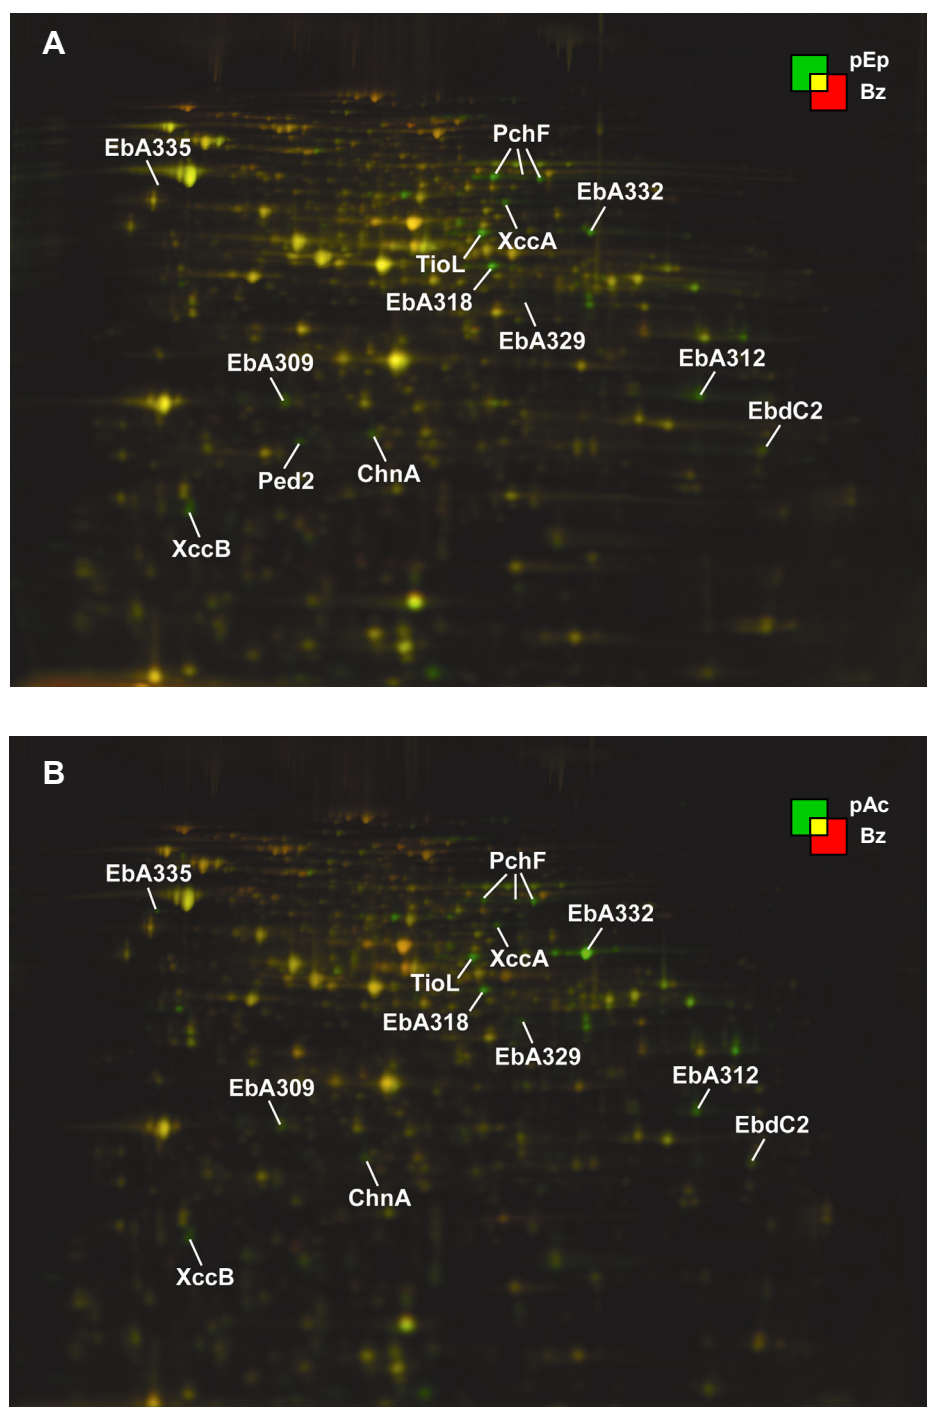 A
pEp
Bz
PchF
EbA335
EbA332
XccA
TioL
EbA318
EbA329
EbA309
EbA312
EbdC2
Ped2
ChnA
XccB
B
pAc
Bz
PchF
EbA335
EbA332
XccA
TioL
EbA318
EbA329
EbA309
EbA312
EbdC2
ChnA
XccB